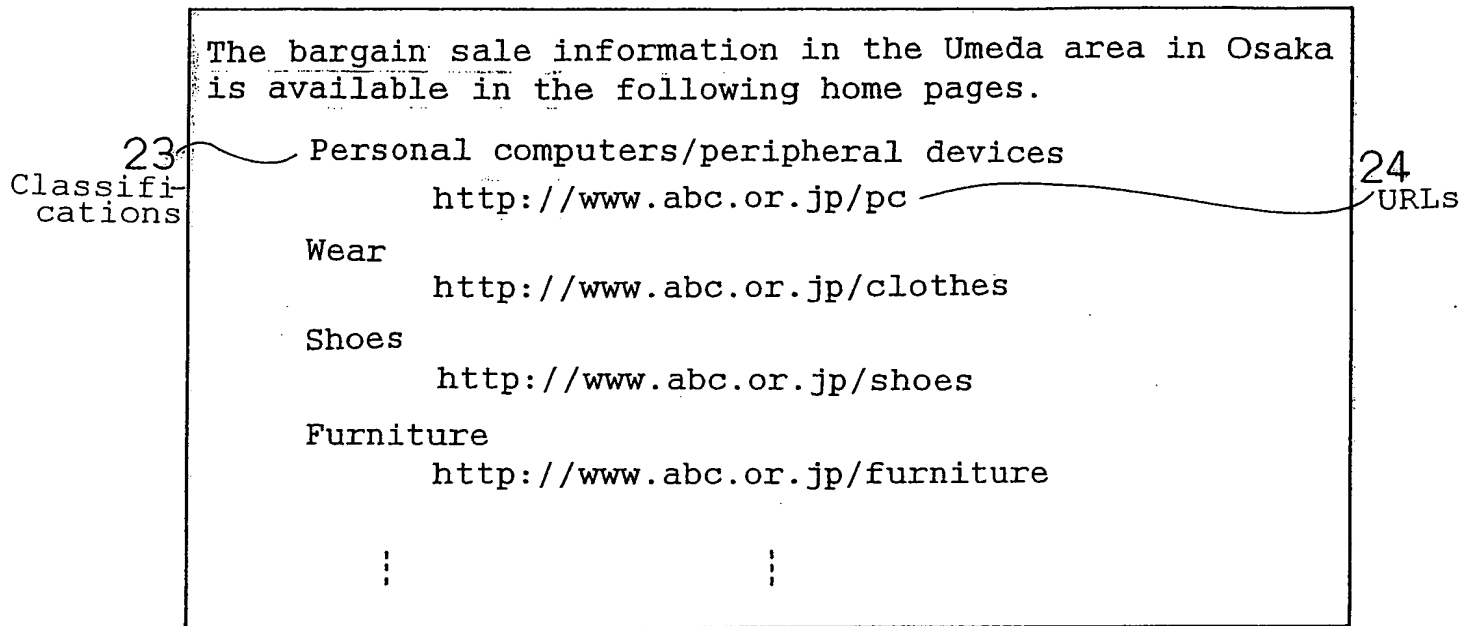 The bargain sale information in the Umeda area in Osaka
is available in the following home pages.
23
Classifi-
cations
Personal computers/peripheral devices
http://www.abc.or.jp/pc
24
URLs
Wear
http://www.abc.or.jp/clothes
Shoes
http://www.abc.or.jp/shoes
Furniture
http://www.abc.or.jp/furniture